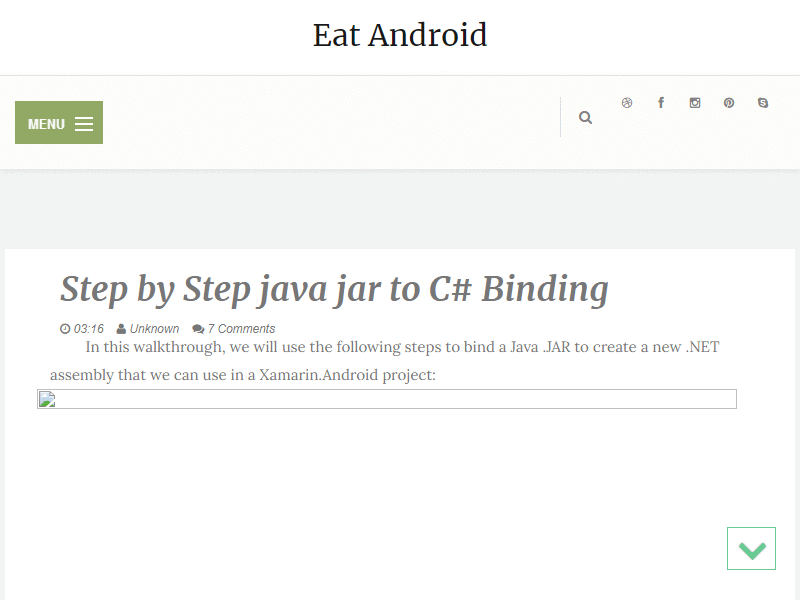 Eat Android
MENU
Step by Step java jar to C# Binding
03:16 Unknown 7 Comments
In this walkthrough, we will use the following steps to bind a Java .JAR to create a new .NET
assembly that we can use in a Xamarin.Android project: